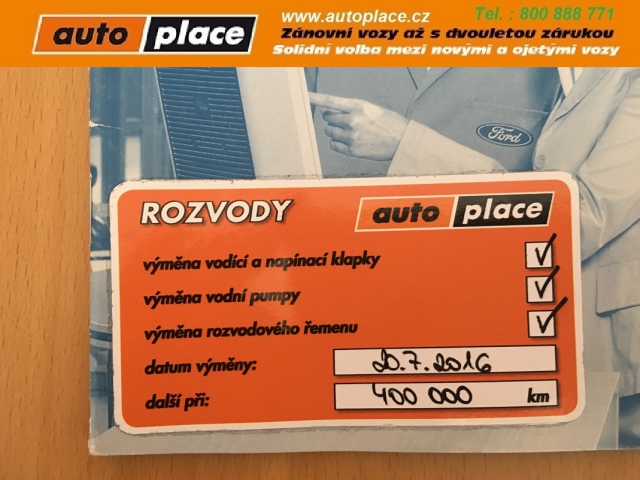 auto place
www.autoplace.cz
Tel. : 800 888 771
Zánovní vozy až s dvouletou zárukou
Solidní volba mezi novými a ojetými vozy
Ford
ROZVODY
auto place
výměna vodící a napínací klapky
výměna vodní pumpy
výměna rozvodového řemenu
datum výměny: 20.7.2016
další při: 400 000 km